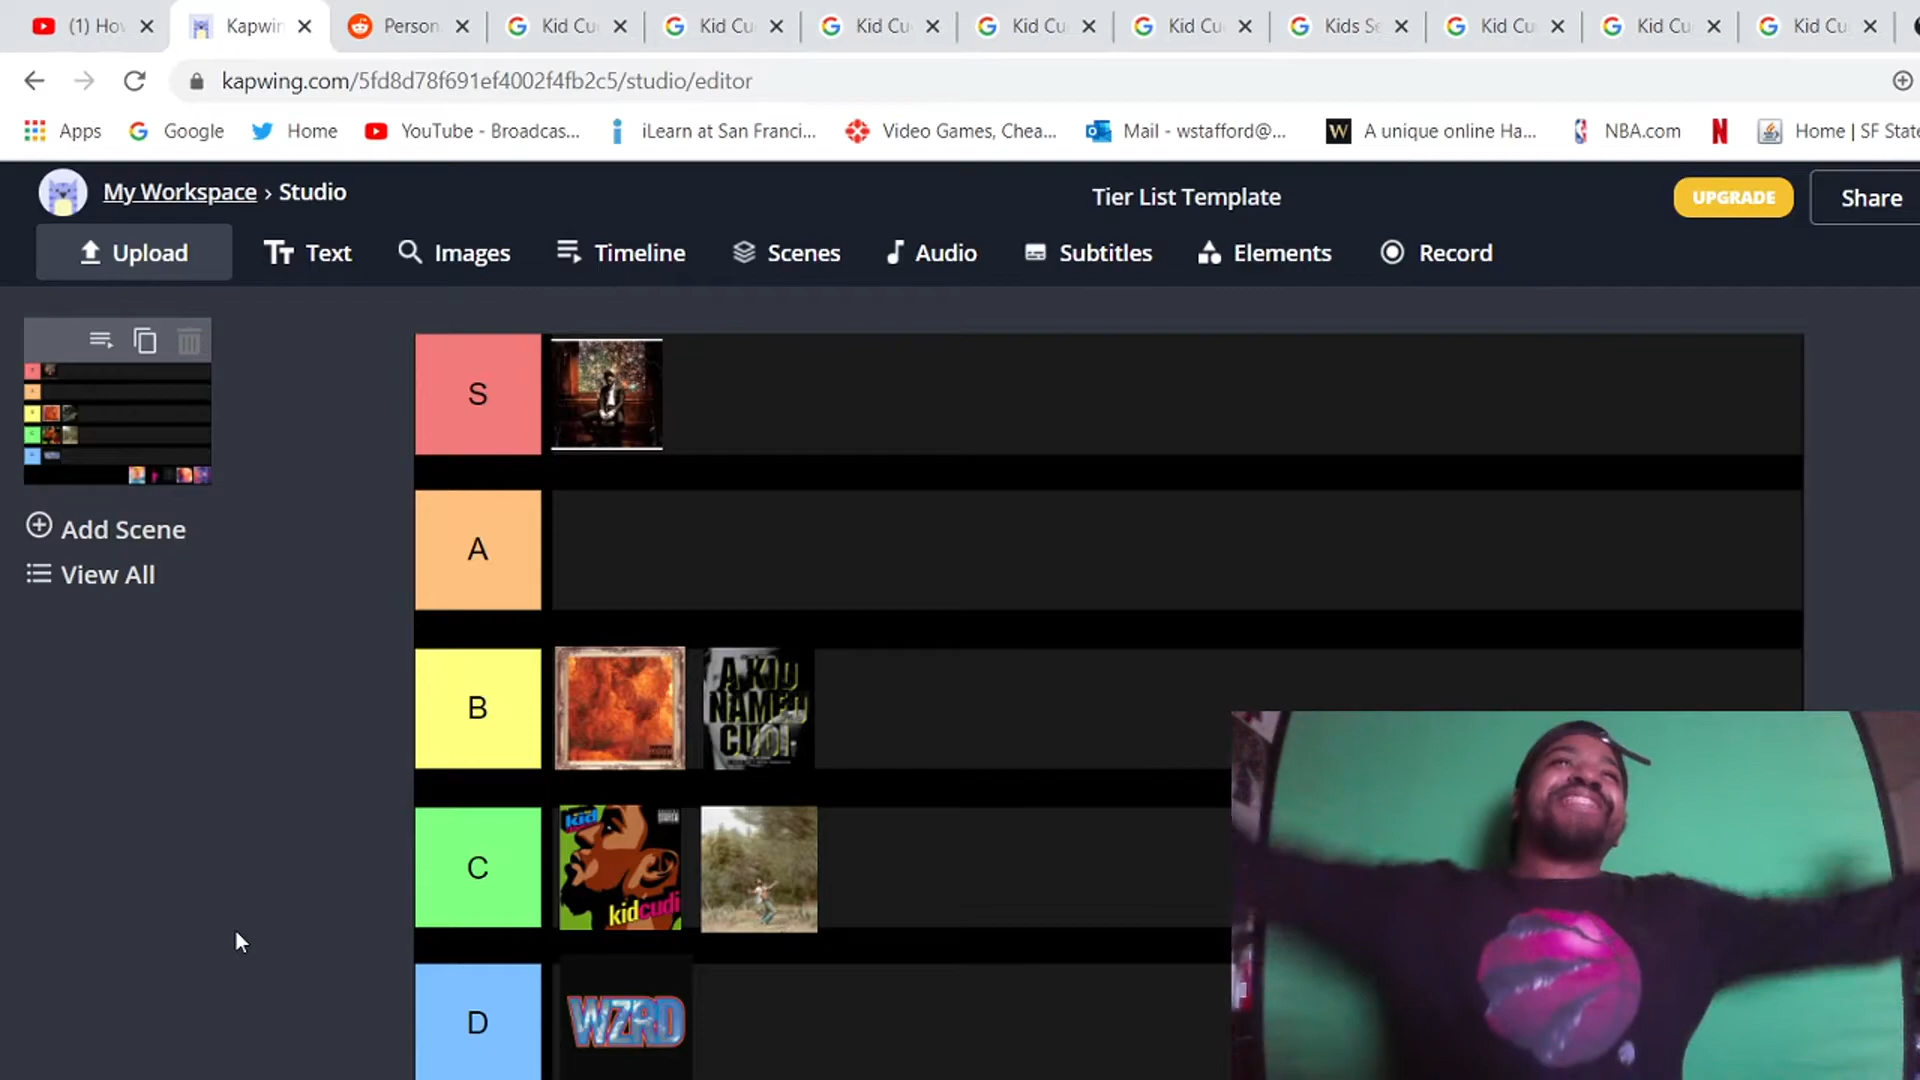 (1) Hov
Kapwin
Person
Kid Cu
Kid Cu
Kid Cu
Kid Cu
Kid Cu
Kids Se
Kid Cu
Kid Cu
Kid Cu
kapwing.com/5fd8d78f691ef4002f4fb2c5/studio/editor
Apps
Google
Home
YouTube - Broadcas...
iLearn at San Franci...
Video Games, Chea...
Mail - wstafford@...
W
A unique online Ha...
NBA.com
N
Home | SF State
My Workspace › Studio
Tier List Template
UPGRADE
Share
Upload
Text
Images
Timeline
Scenes
Audio
Subtitles
Elements
Record
Add Scene
View All
S
A
B
A KID
NAMED
CUDI
C
kid
kid cudi
D
WZRD